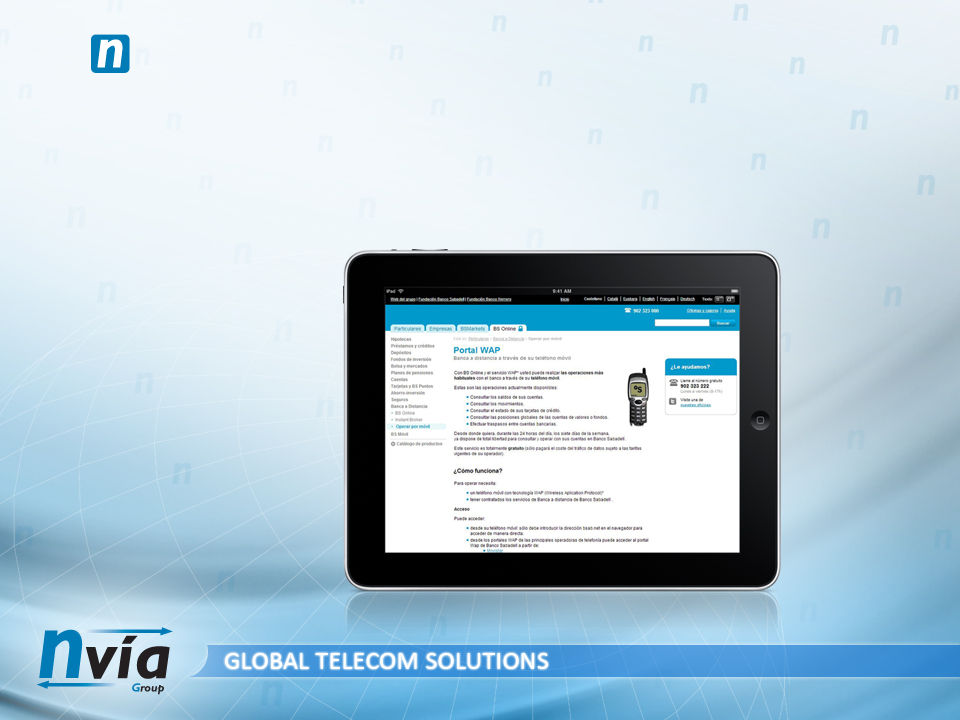 n
iPad
9:41 AM
Web del grupo | Fundación Banco Sabadell | Fundación Banco Herrero
Inicio
Castellano | Català | Euskara | English | Français | Deutsch
Texto:
902 323 000
Oficinas y cajeros | Ayuda
Buscar
Particulares
Empresas
BSMarkets
BS Online
Hipotecas
Préstamos y créditos
Depósitos
Fondos de inversión
Bolsa y mercados
Planes de pensiones
Cuentas
Tarjetas y BS Puntos
Ahorro-inversión
Seguros
Banca a Distancia
BS Online
Instant Broker
Operar por móvil
BS Móvil
Catálogo de productos
Particulares > Banca a Distancia > Operar por móvil
Portal WAP
Banca a distancia a través de su teléfono móvil
Con BS Online y el servicio WAP* usted puede realizar las operaciones más
habituales con el banco a través de su teléfono móvil.
Estas son las operaciones actualmente disponibles:
Consultar los saldos de sus cuentas.
Consultar los movimientos.
Consultar el estado de sus tarjetas de crédito.
Consultar las posiciones globales de las cuentas de valores o fondos.
Efectuar traspasos entre cuentas bancarias.
Desde donde quiera, durante las 24 horas del día, los siete días de la semana,
ya dispone de total libertad para consultar y operar con sus cuentas en Banco Sabadell.
Este servicio es totalmente gratuito (sólo pagará el coste del tráfico de datos sujeto a las tarifas
vigentes de su operador).
¿Cómo funciona?
Para operar necesita:
un teléfono móvil con tecnología WAP (Wireless Aplication Protocol)*
tener contratados los servicios de Banca a distancia de Banco Sabadell.
Acceso
Puede acceder:
desde su teléfono móvil: sólo debe introducir la dirección bsab.net en el navegador para
acceder de manera directa.
desde los portales WAP de las principales operadoras de telefonía puede acceder al portal
Wap de Banco Sabadell a partir de:
Movistar
¿Le ayudamos?
Llame al número gratuito
902 323 222
Visite una de
nuestras oficinas
nvía
Group
GLOBAL TELECOM SOLUTIONS